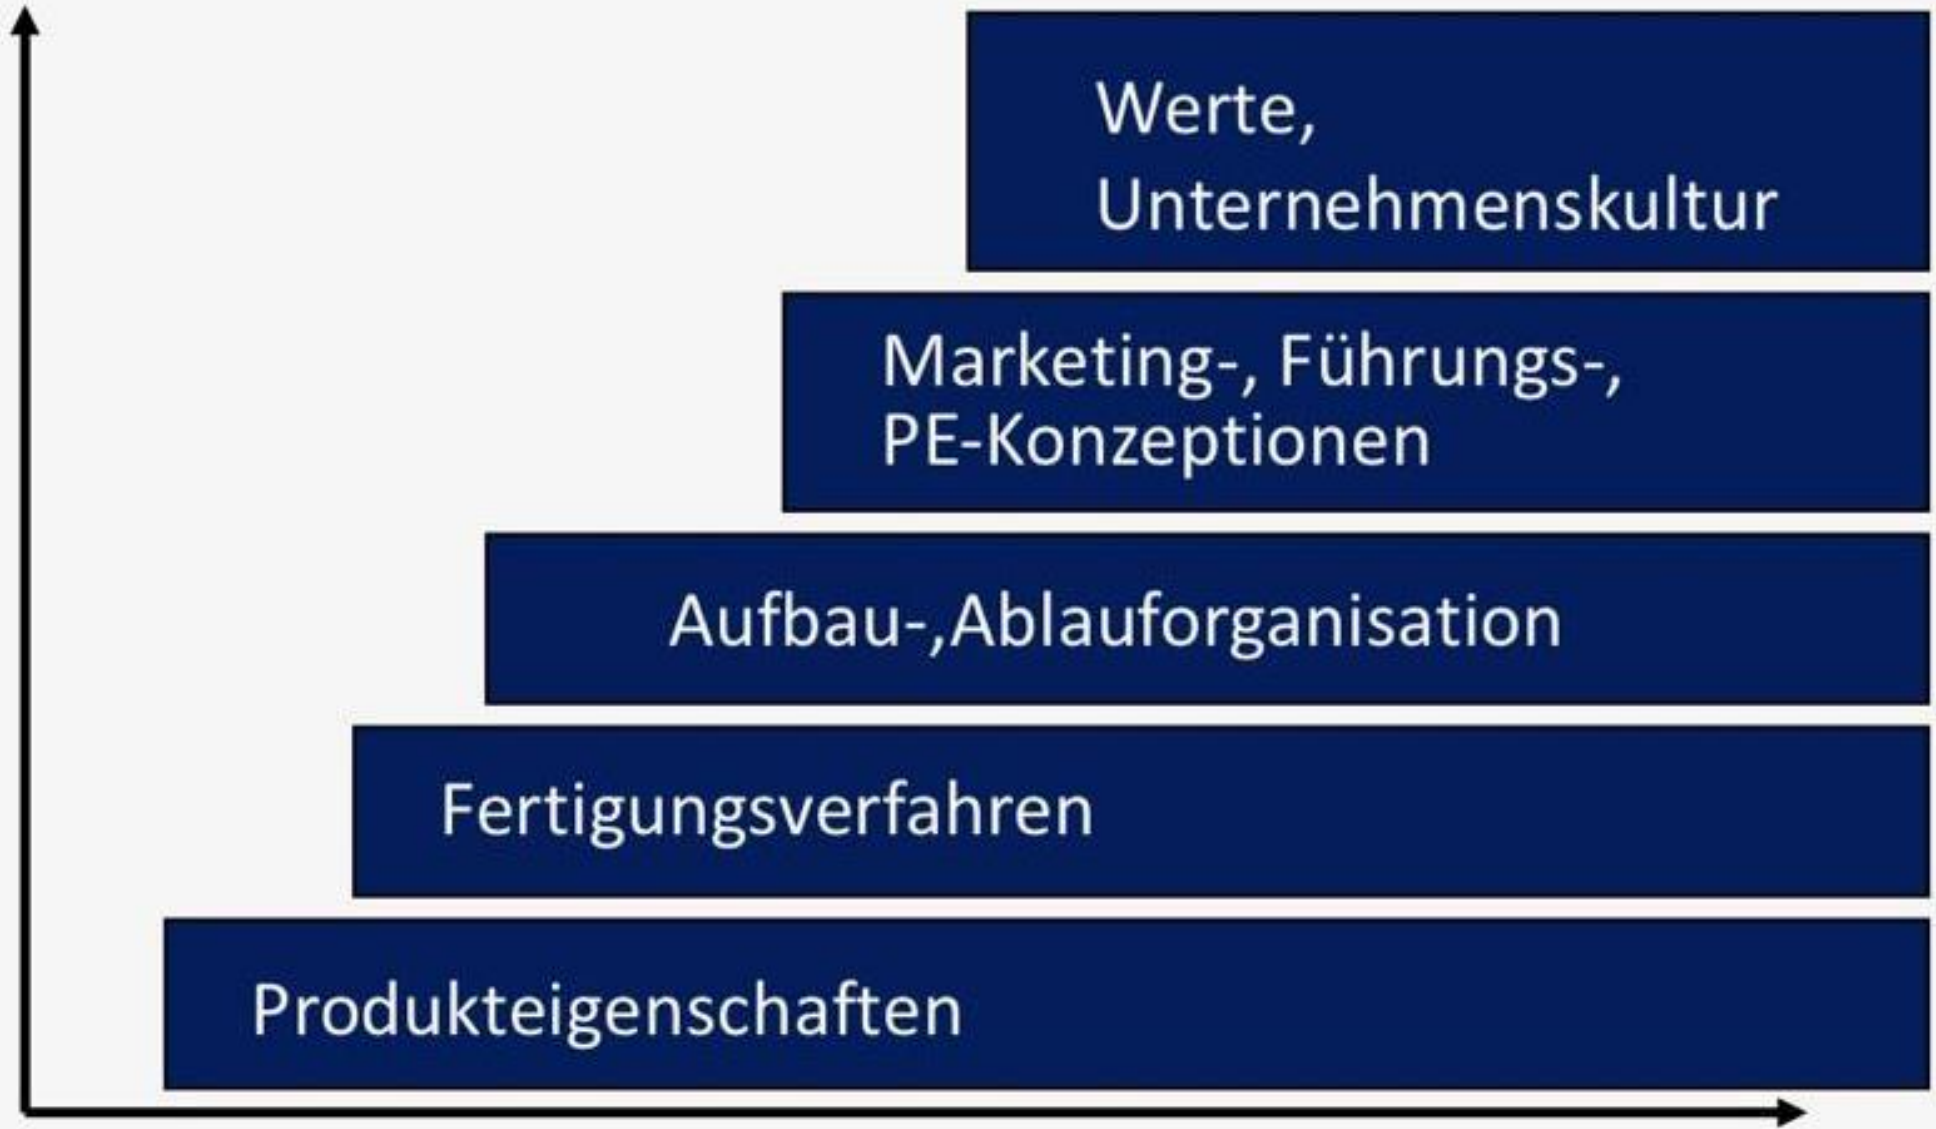 Werte,
Unternehmenskultur
Marketing-, Führungs-,
PE-Konzeptionen
Aufbau-,Ablauforganisation
Fertigungsverfahren
Produkteigenschaften